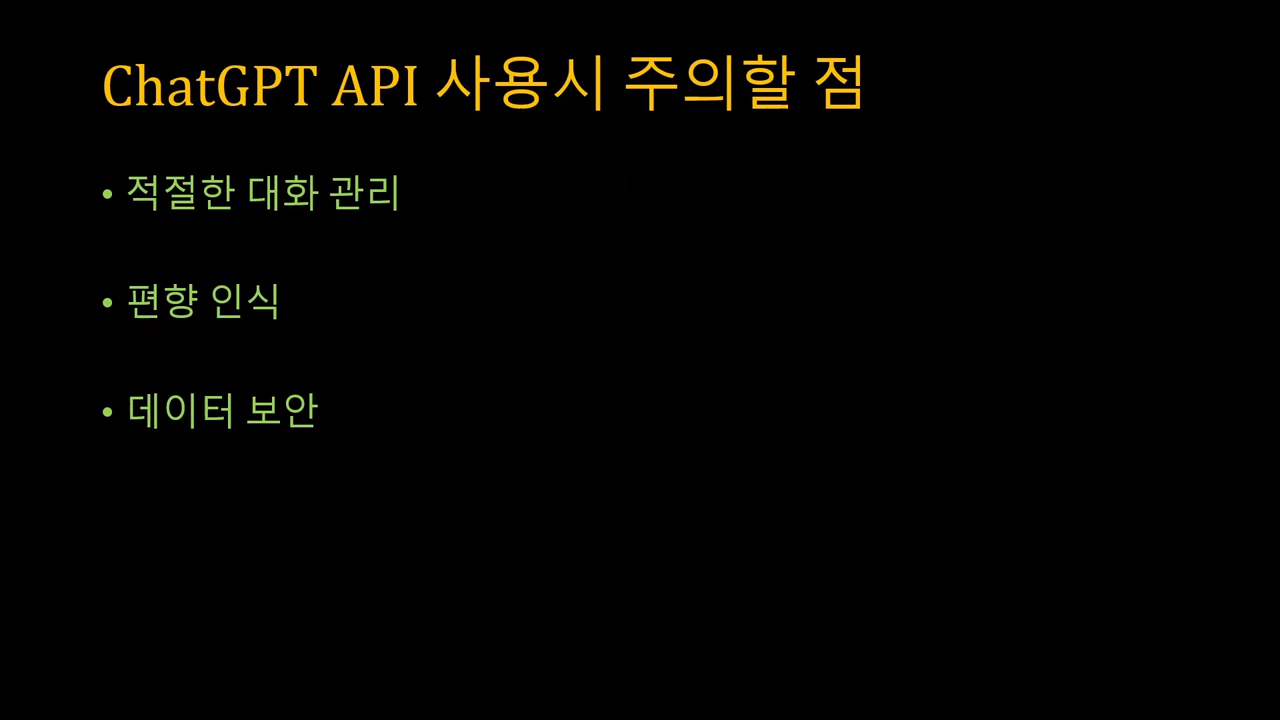 ChatGPT API 사용시 주의할 점
• 적절한 대화 관리
• 편향 인식
• 데이터 보안